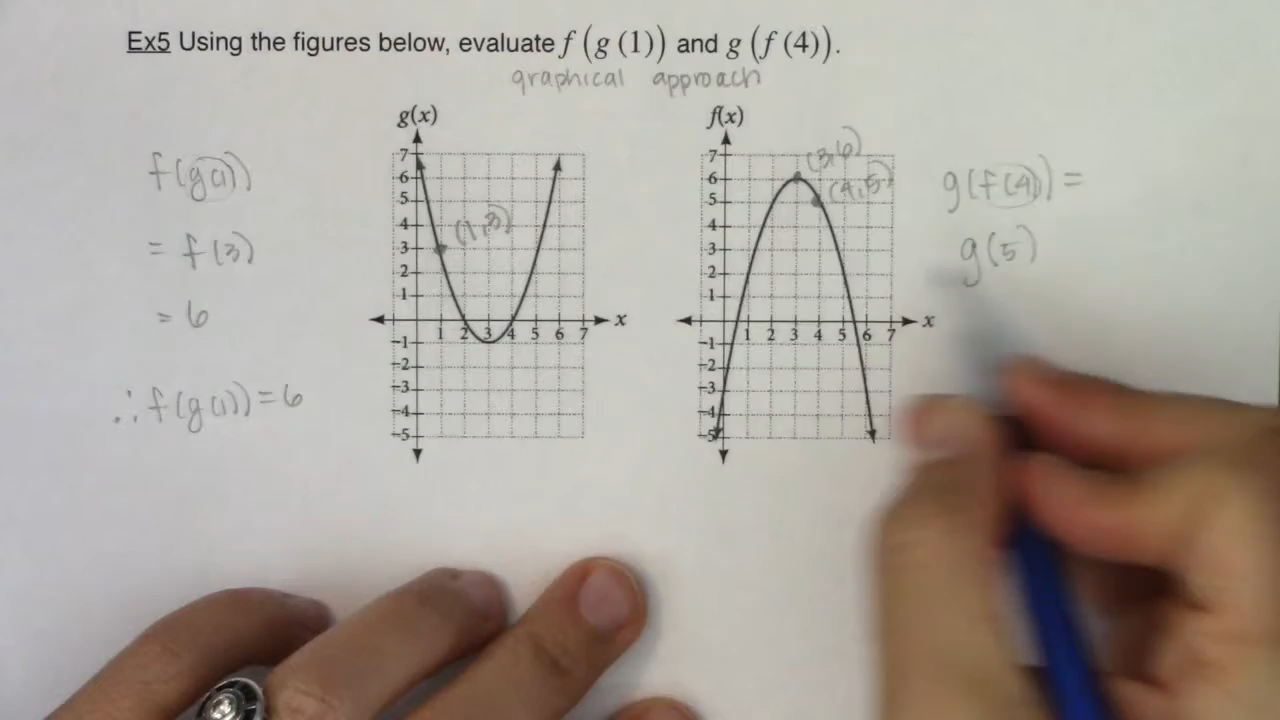 Ex5 Using the figures below, evaluate f(g(1)) and g(f(4)).
graphical approach
f(g(1))
= f(3)
= 6
∴ f(g(1)) = 6
g(x)
7
6
5
4
3
2
1
-1
-2
-3
-4
-5
1 2 3 4 5 6 7 x
(1,3)
f(x)
7
6
5
4
3
2
1
-1
-2
-3
-4
-5
1 2 3 4 5 6 7 x
(3,6)
(4,5)
g(f(4)) =
g(5)